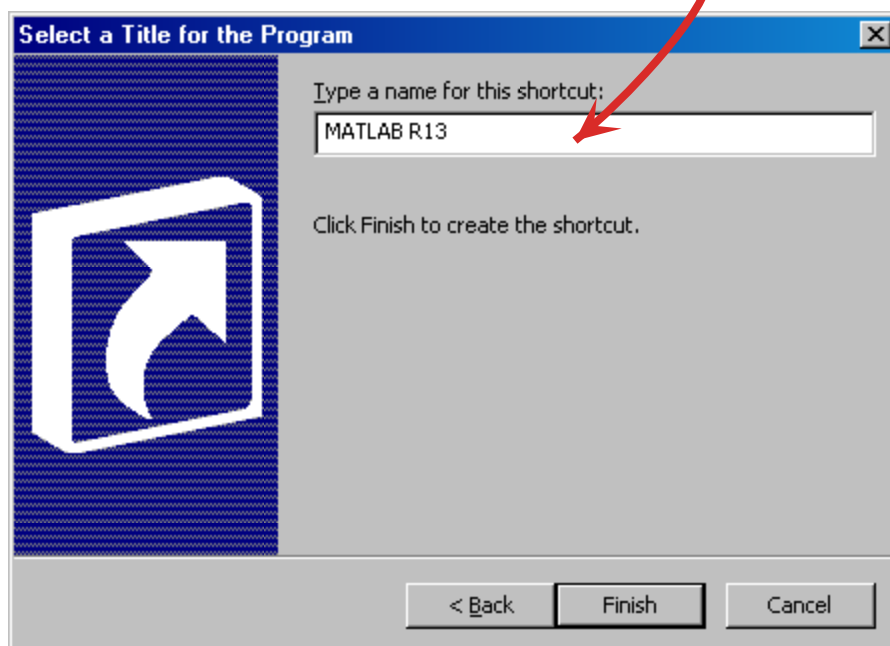 Select a Title for the Program
Type a name for this shortcut:
MATLAB R13
Click Finish to create the shortcut.
< Back Finish Cancel